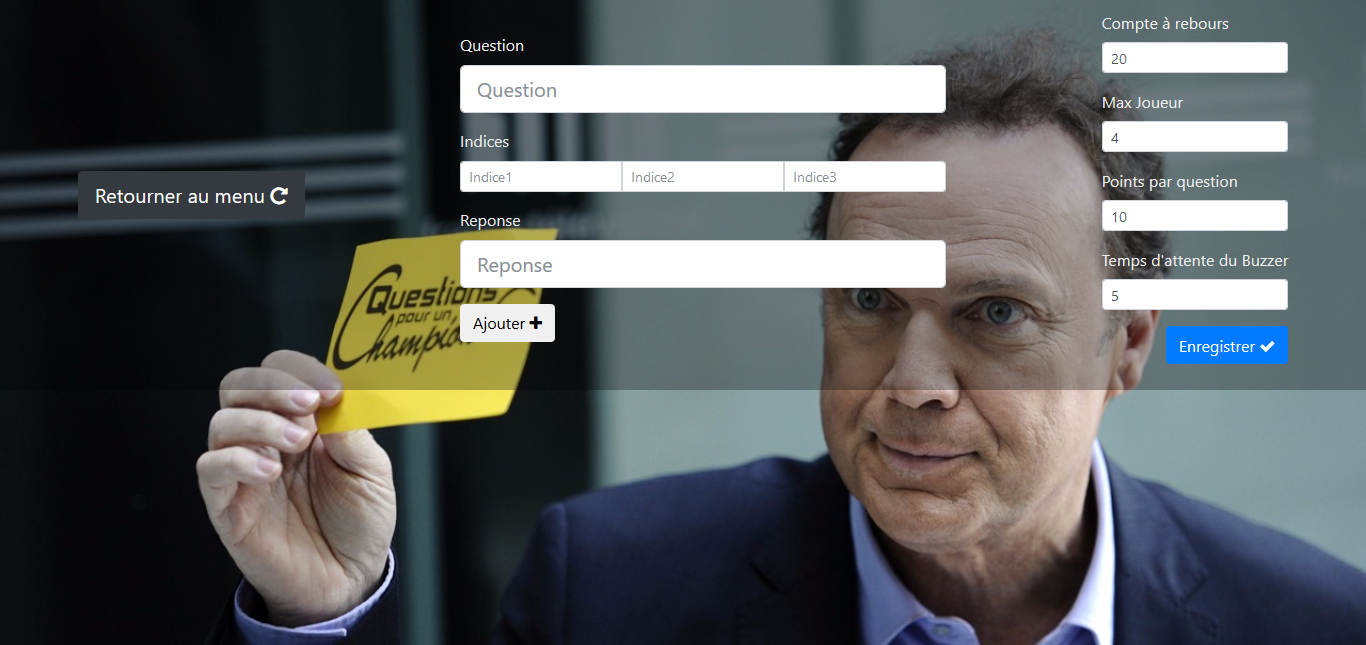 Retourner au menu
Question
Question
Indices
Indice1 Indice2 Indice3
Reponse
Reponse
Ajouter
Questions
pour un
Champion
Compte à rebours
20
Max Joueur
4
Points par question
10
Temps d'attente du Buzzer
5
Enregistrer